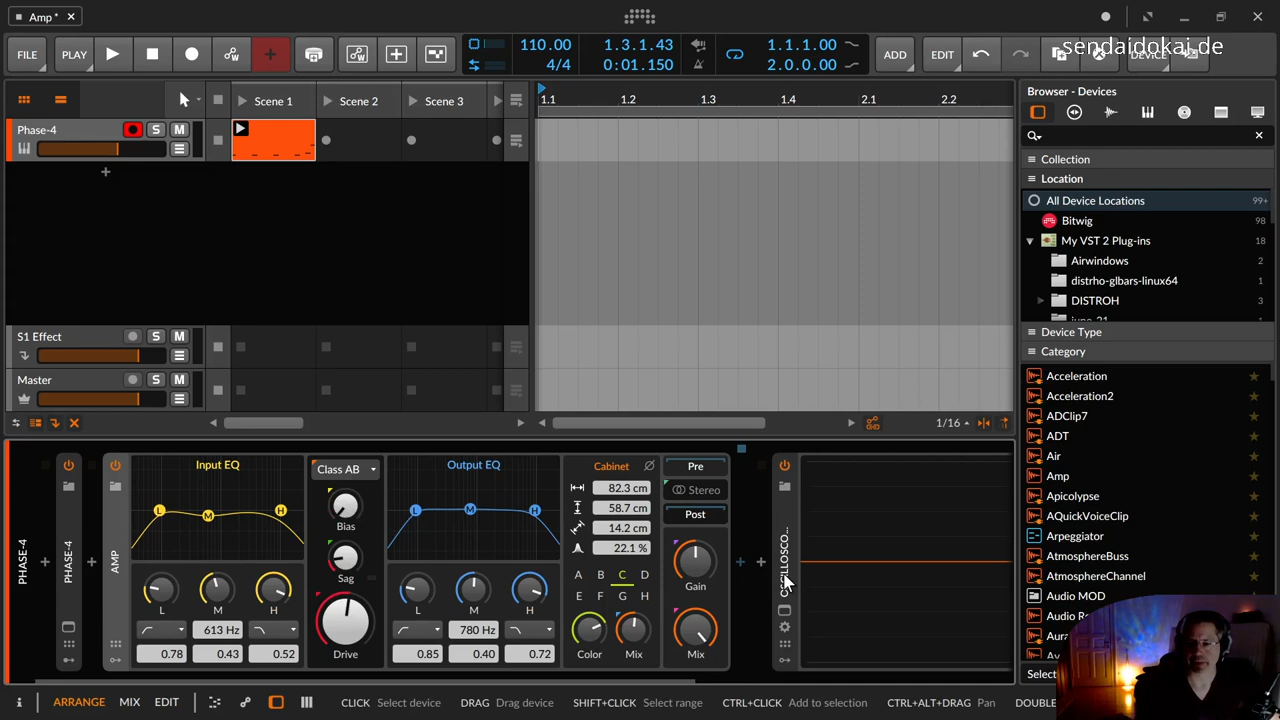 Amp *
FILE
PLAY
110.00
4/4
1.3.1.43
0:01.150
1.1.1.00
2.0.0.00
ADD
EDIT
DEVICE
sendaidokai.de
Scene 1
Scene 2
Scene 3
1.1
1.2
1.3
1.4
2.1
2.2
Phase-4
S
M
S1 Effect
S
M
Master
S
M
1/16
Browser - Devices
Collection
Location
All Device Locations 99+
Bitwig 98
My VST 2 Plug-ins 18
Airwindows 2
distrho-glbars-linux64 1
DISTROH 3
Device Type
Category
Acceleration
Acceleration2
ADClip7
ADT
Air
Amp
Apicolypse
AQuickVoiceClip
Arpeggiator
AtmosphereBuss
AtmosphereChannel
Audio MOD
Audio R
Aura
Select
PHASE-4
PHASE-4
AMP
Input EQ
L
M
H
L
M
H
613 Hz
0.78
0.43
0.52
Class AB
Bias
Sag
Drive
Output EQ
L
M
H
L
M
H
780 Hz
0.85
0.40
0.72
Cabinet
82.3 cm
58.7 cm
14.2 cm
22.1 %
A B C D
E F G H
Color
Mix
Pre
Stereo
Post
Gain
Mix
OSCILLOSCO...
i
ARRANGE
MIX
EDIT
CLICK Select device
DRAG Drag device
SHIFT+CLICK Select range
CTRL+CLICK Add to selection
CTRL+ALT+DRAG Pan
DOUBLE